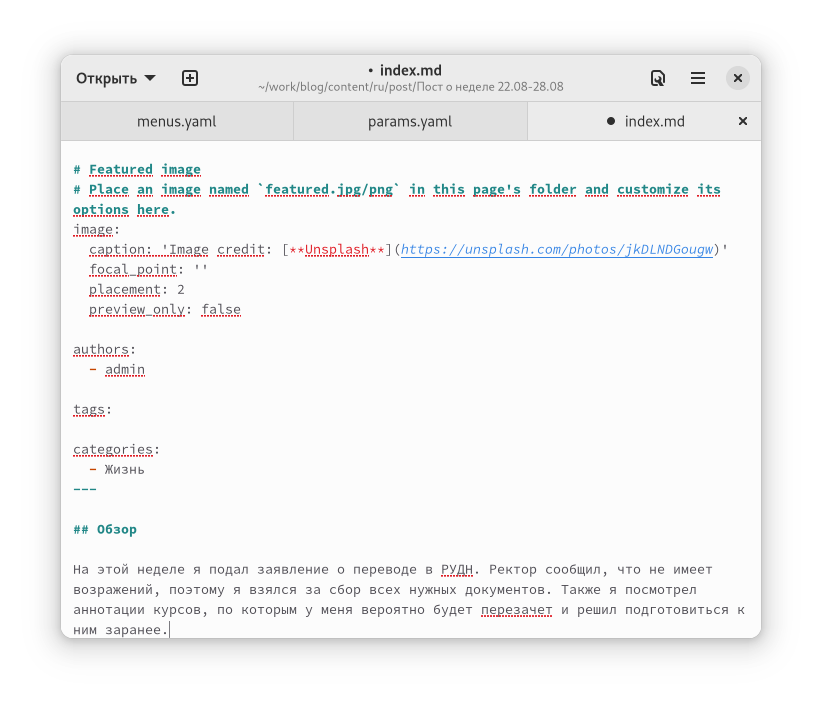 Открыть
• index.md
~/work/blog/content/ru/post/Пост о неделе 22.08-28.08
menus.yaml
params.yaml
● index.md
# Featured image
# Place an image named `featured.jpg/png` in this page's folder and customize its
options here.
image:
  caption: 'Image credit: [**Unsplash**](https://unsplash.com/photos/jkDLNDGougw)'
  focal_point: ''
  placement: 2
  preview_only: false
authors:
  - admin
tags:
categories:
  - Жизнь
---
## Обзор
На этой неделе я подал заявление о переводе в РУДН. Ректор сообщил, что не имеет
возражений, поэтому я взялся за сбор всех нужных документов. Также я посмотрел
аннотации курсов, по которым у меня вероятно будет перезачет и решил подготовиться к
ним заранее.